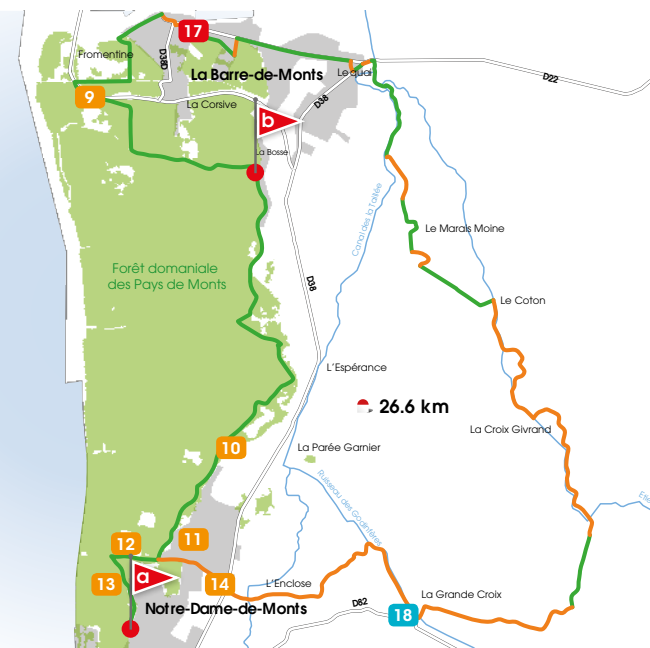 17
Fromentine
D38D
La Barre-de-Monts
Le quai
D22
9
La Corsive
D38
b
La Bosse
Canal des la Taillée
Le Marais Moine
Forêt domaniale
des Pays de Monts
D38
Le Coton
L'Espérance
26.6 km
La Croix Givrand
10
La Parée Garnier
Ruisseau des Godinfères
Etie
12
11
13
a
14
L'Enclose
La Grande Croix
D82
18
Notre-Dame-de-Monts